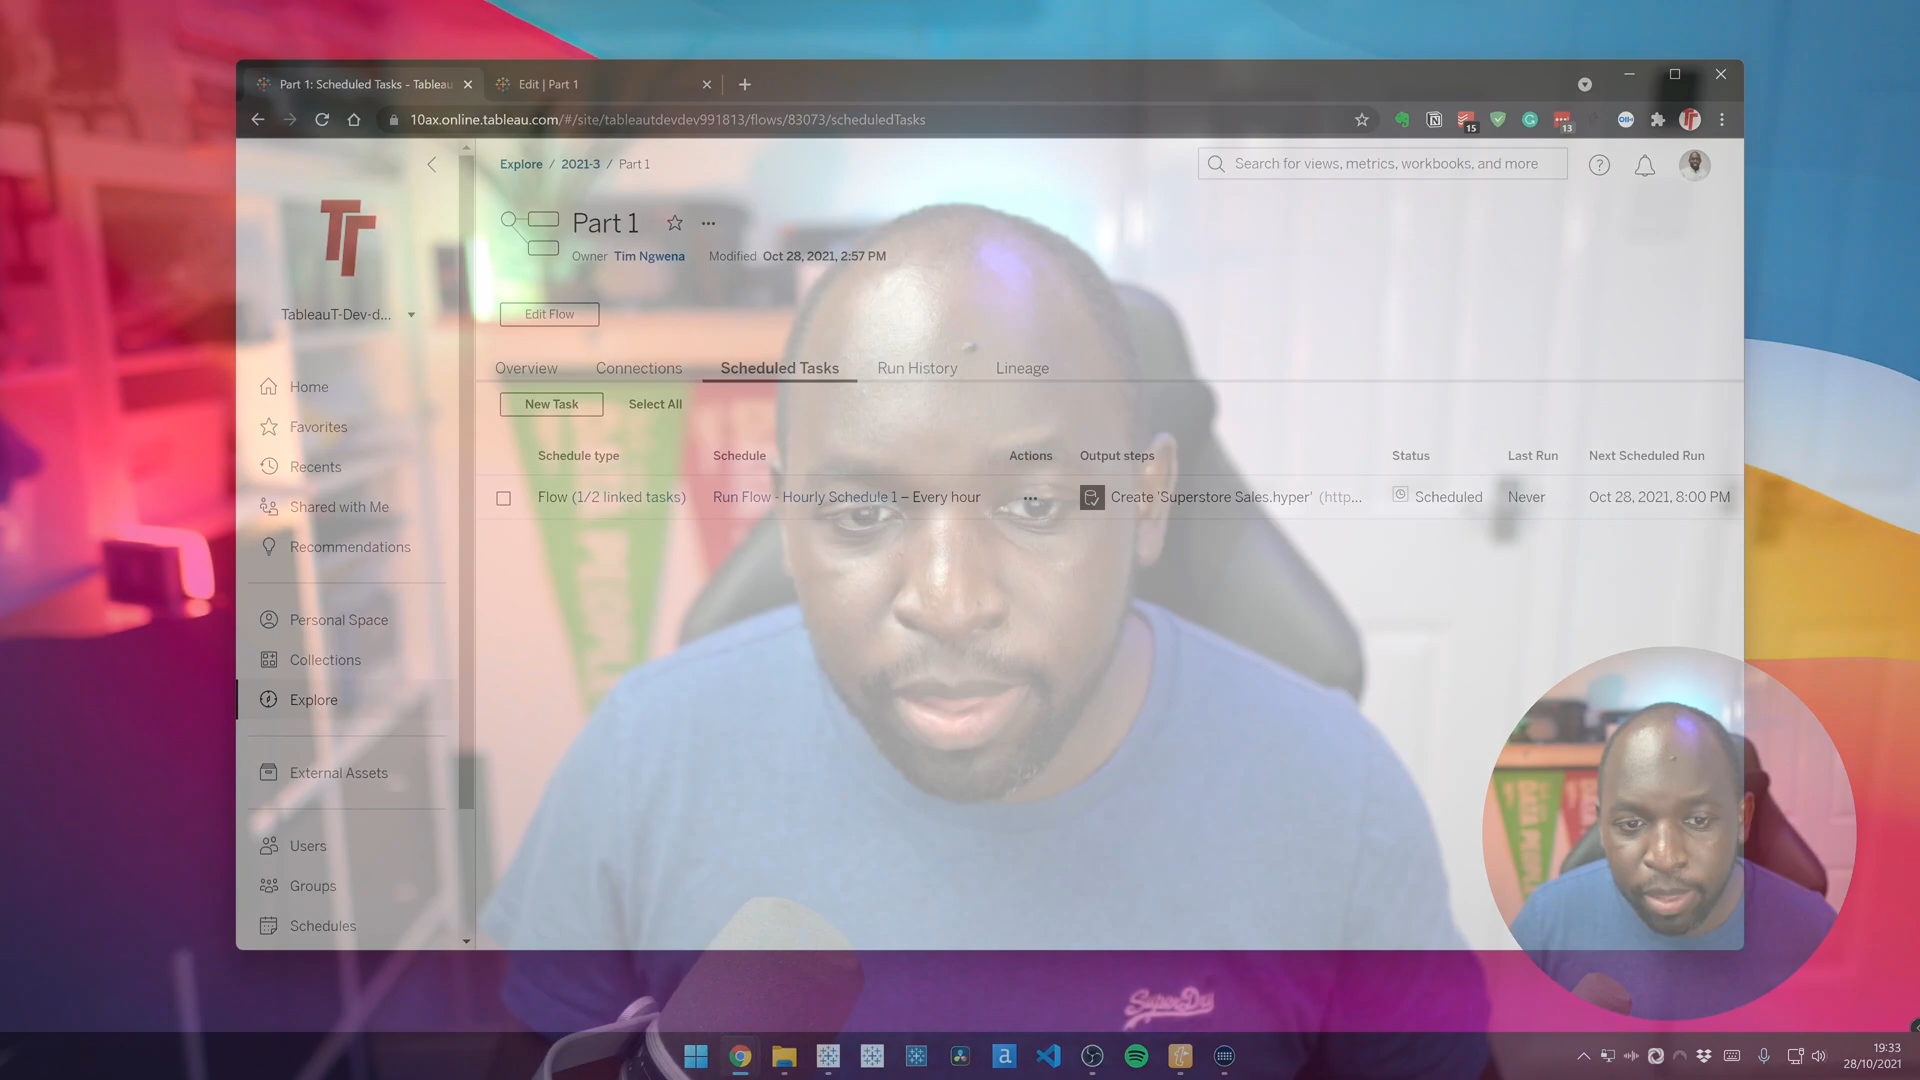 Part 1: Scheduled Tasks - Tableau
Edit | Part 1
10ax.online.tableau.com/#/site/tableautdevdev991813/flows/83073/scheduledTasks
15
13
Explore / 2021-3 / Part 1
Search for views, metrics, workbooks, and more
Part 1
Owner Tim Ngwena Modified Oct 28, 2021, 2:57 PM
TableauT-Dev-d...
Edit Flow
Overview Connections Scheduled Tasks Run History Lineage
New Task Select All
Schedule type Schedule Actions Output steps Status Last Run Next Scheduled Run
Flow (1/2 linked tasks) Run Flow - Hourly Schedule 1 – Every hour Create 'Superstore Sales.hyper' (http... Scheduled Never Oct 28, 2021, 8:00 PM
Home
Favorites
Recents
Shared with Me
Recommendations
Personal Space
Collections
Explore
External Assets
Users
Groups
Schedules
DATA PEOPLE
SuperDry
19:33
28/10/2021